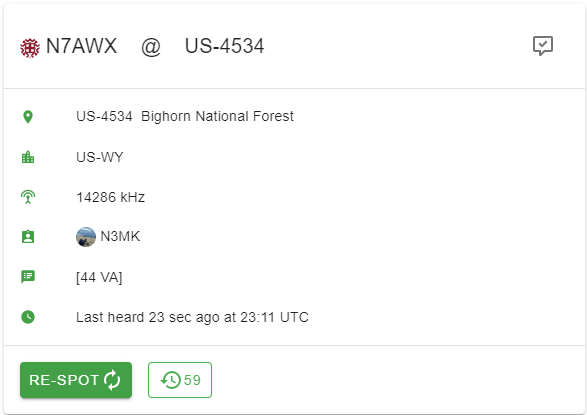 N7AWX @ US-4534
US-4534 Bighorn National Forest
US-WY
14286 kHz
N3MK
[44 VA]
Last heard 23 sec ago at 23:11 UTC
RE-SPOT 59